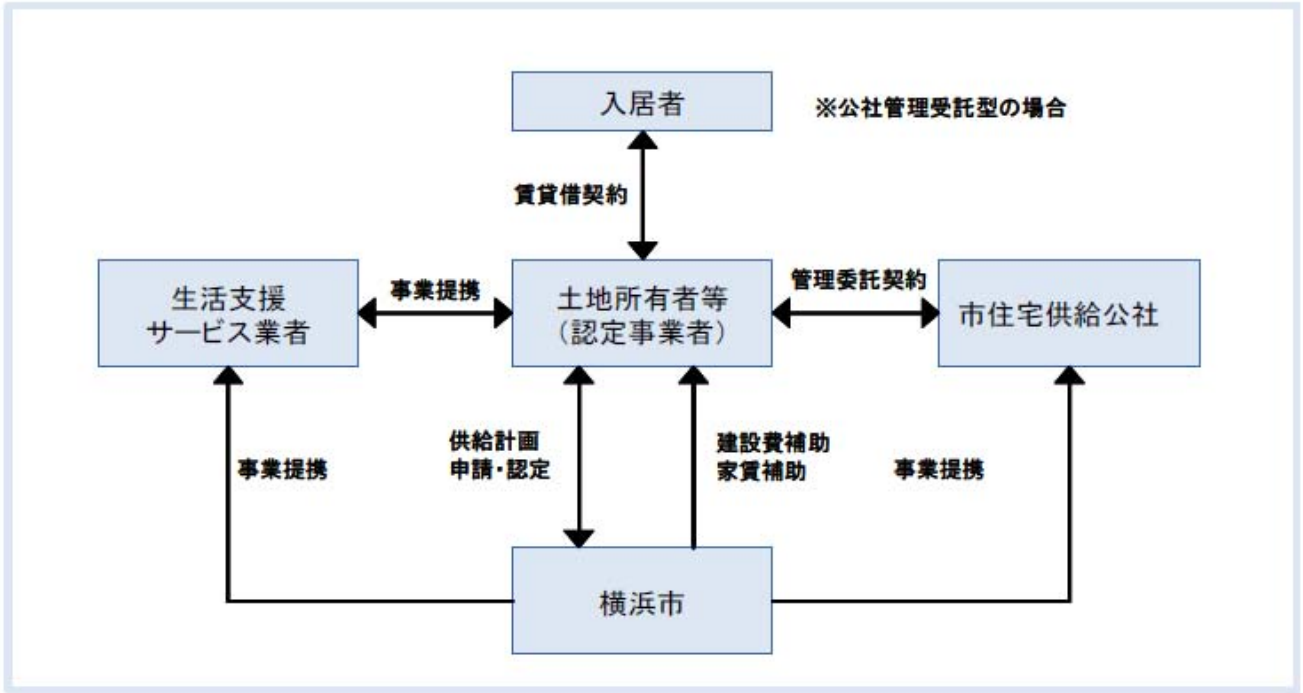 入居者
※公社管理受託型の場合
賃貸借契約
生活支援
サービス業者
事業提携
土地所有者等
(認定事業者)
管理委託契約
市住宅供給公社
事業提携
供給計画
申請・認定
建設費補助
家賃補助
事業提携
横浜市